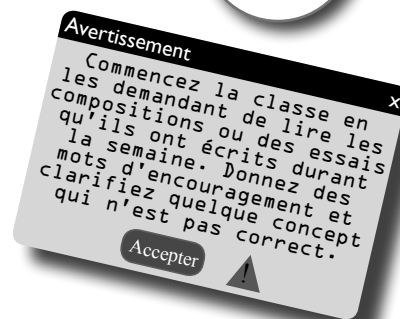 Avertissement
x
Commencez la classe en
les demandant de lire les
compositions ou des essais
qu'ils ont écrits durant
la semaine. Donnez des
mots d'encouragement et
clarifiez quelque concept
qui n'est pas correct.
Accepter
!